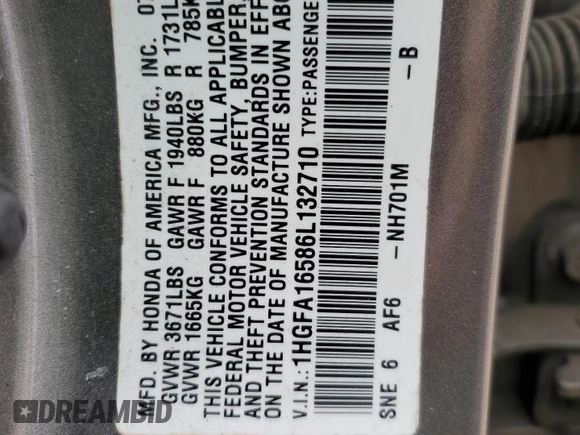 MFD. BY HONDA OF AMERICA MFG., INC. 07
GVWR 3671LBS GAWR F 1940LBS R 1731L
GVWR 1665KG GAWR F 880KG R 785K
THIS VEHICLE CONFORMS TO ALL APPLICABL
FEDERAL MOTOR VEHICLE SAFETY, BUMPER,
AND THEFT PREVENTION STANDARDS IN EFF
ON THE DATE OF MANUFACTURE SHOWN ABO
V.I.N.:1HGFA16586L132710 TYPE:PASSENGE
SNE 6 AF6 -NH701M -B
DREAMBID